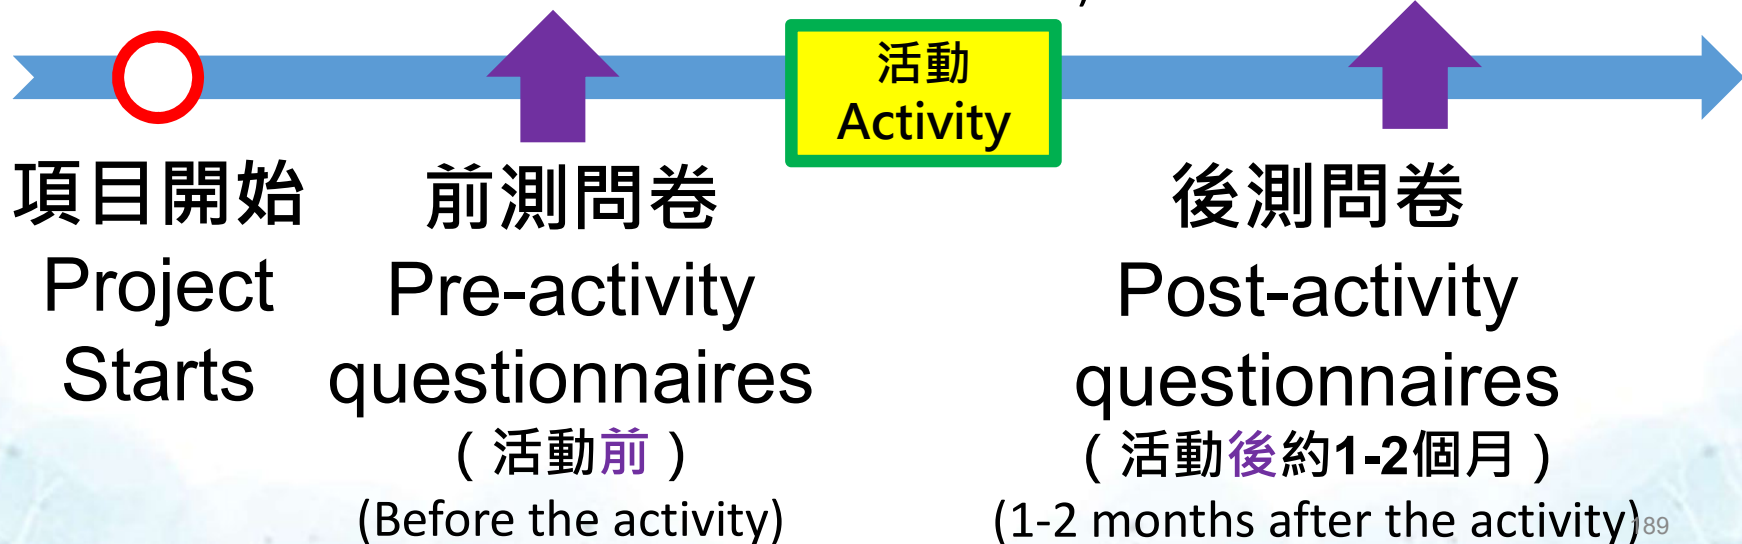 活動
Activity
項目開始
Project
Starts
前測問卷
Pre-activity
questionnaires
（活動前）
(Before the activity)
後測問卷
Post-activity
questionnaires
（活動後約1-2個月）
(1-2 months after the activity)
189